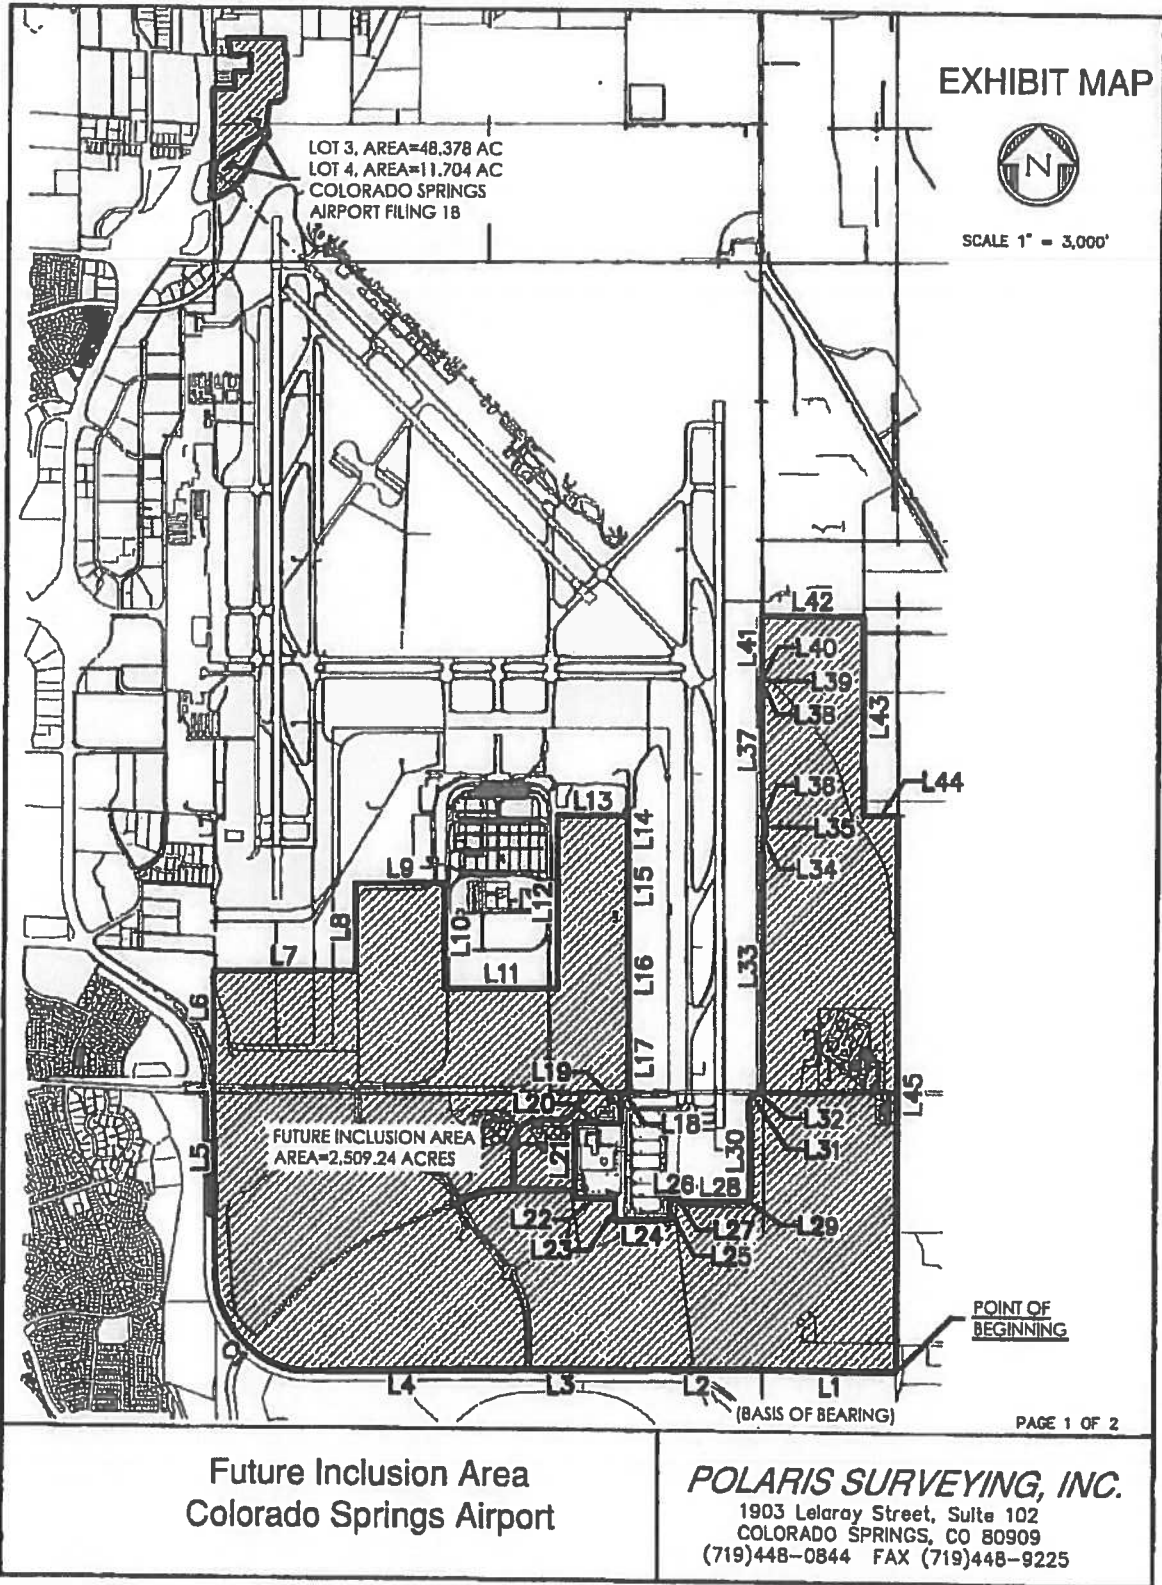 EXHIBIT MAP
N
SCALE 1" = 3,000'
LOT 3, AREA=48.378 AC
LOT 4, AREA=11.704 AC
COLORADO SPRINGS
AIRPORT FILING 1B
L42
L41
L40
L39
L38
L43
L37
L38
L44
L35
L34
L13
L14
L9
L15
L12
L8
L10
L7
L11
L16
L33
L6
L17
L19
L45
L20
L18
L32
L31
FUTURE INCLUSION AREA
AREA=2,509.24 ACRES
L5
L21
L30
L26
L28
L22
L27
L29
L23
L24
L25
POINT OF
BEGINNING
L4
L3
L2
L1
(BASIS OF BEARING)
PAGE 1 OF 2
Future Inclusion Area
Colorado Springs Airport
POLARIS SURVEYING, INC.
1903 Lelaray Street, Suite 102
COLORADO SPRINGS, CO 80909
(719)448-0844 FAX (719)448-9225